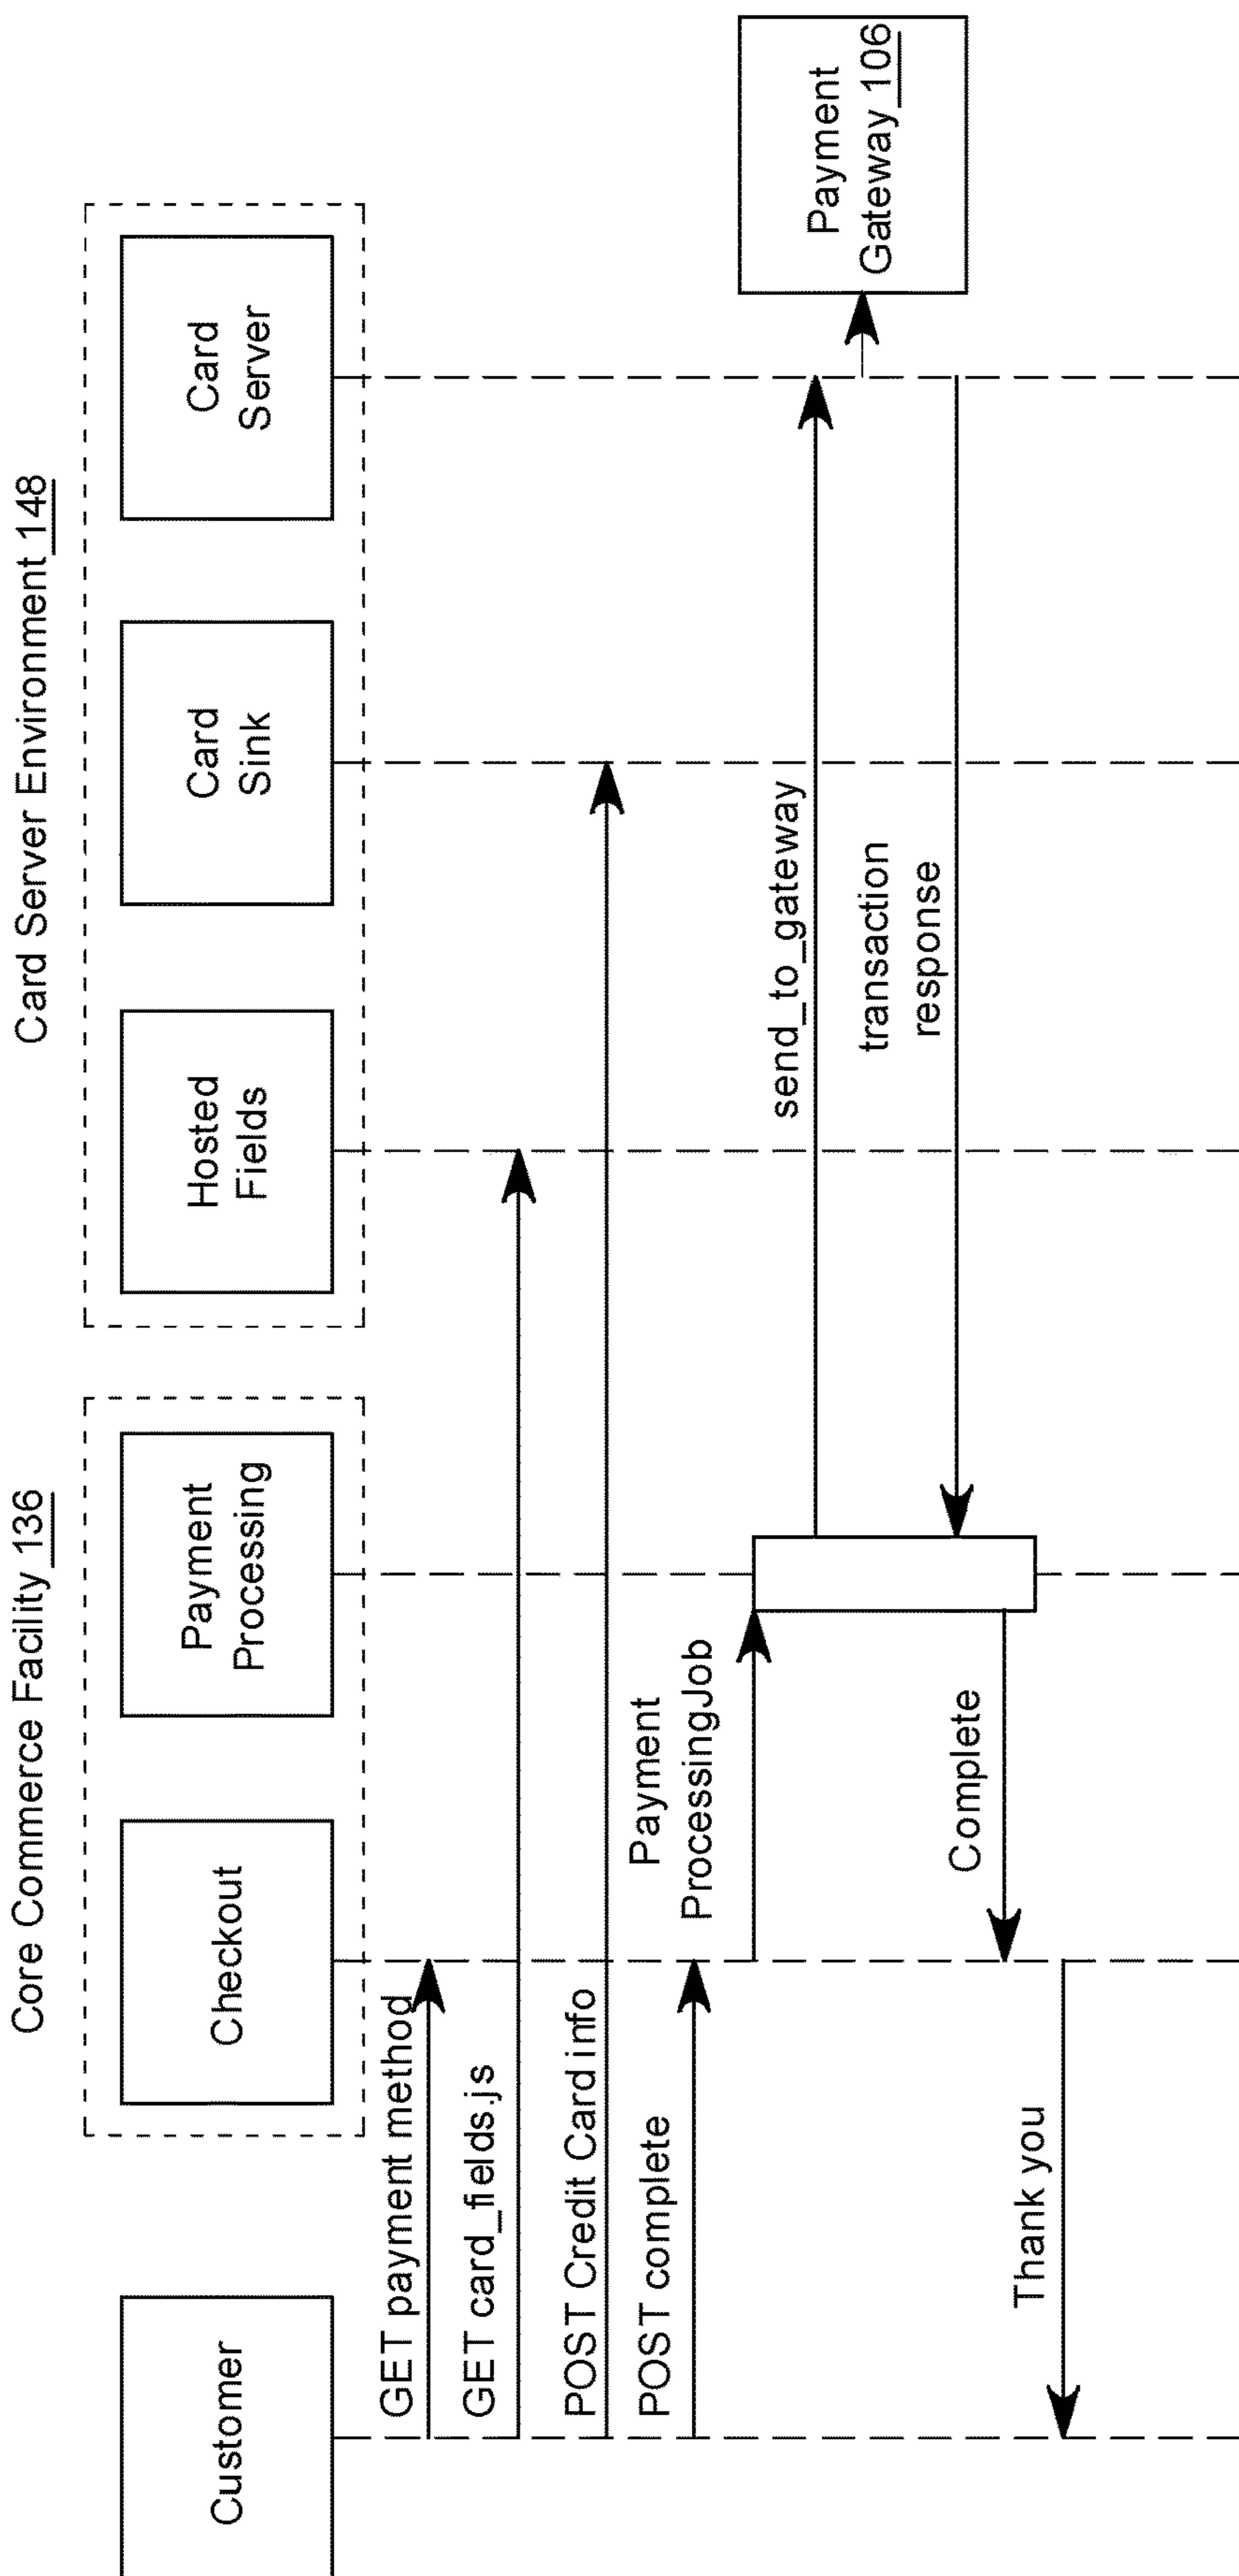 Core Commerce Facility 136
Card Server Environment 148
Customer
Checkout
Payment
Processing
Hosted
Fields
Card
Sink
Card
Server
GET payment method
GET card_fields.js
POST Credit Card info
POST complete
Payment
ProcessingJob
send_to_gateway
Payment
Gateway 106
transaction
response
Complete
Thank you